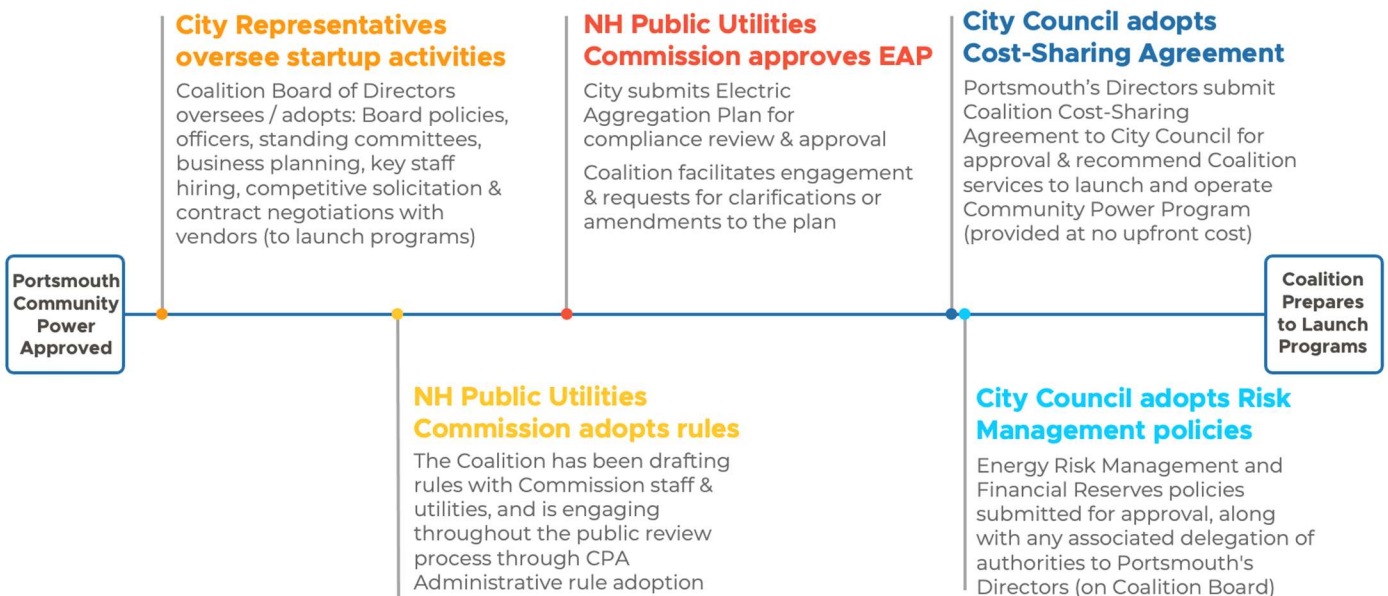 City Representatives
oversee startup activities
Coalition Board of Directors
oversees / adopts: Board policies,
officers, standing committees,
business planning, key staff
hiring, competitive solicitation &
contract negotiations with
vendors (to launch programs)
NH Public Utilities
Commission approves EAP
City submits Electric
Aggregation Plan for
compliance review & approval
Coalition facilitates engagement
& requests for clarifications or
amendments to the plan
City Council adopts
Cost-Sharing Agreement
Portsmouth's Directors submit
Coalition Cost-Sharing
Agreement to City Council for
approval & recommend Coalition
services to launch and operate
Community Power Program
(provided at no upfront cost)
Portsmouth
Community
Power
Approved
Coalition
Prepares
to Launch
Programs
NH Public Utilities
Commission adopts rules
The Coalition has been drafting
rules with Commission staff &
utilities, and is engaging
throughout the public review
process through CPA
Administrative rule adoption
City Council adopts Risk
Management policies
Energy Risk Management and
Financial Reserves policies
submitted for approval, along
with any associated delegation of
authorities to Portsmouth's
Directors (on Coalition Board)